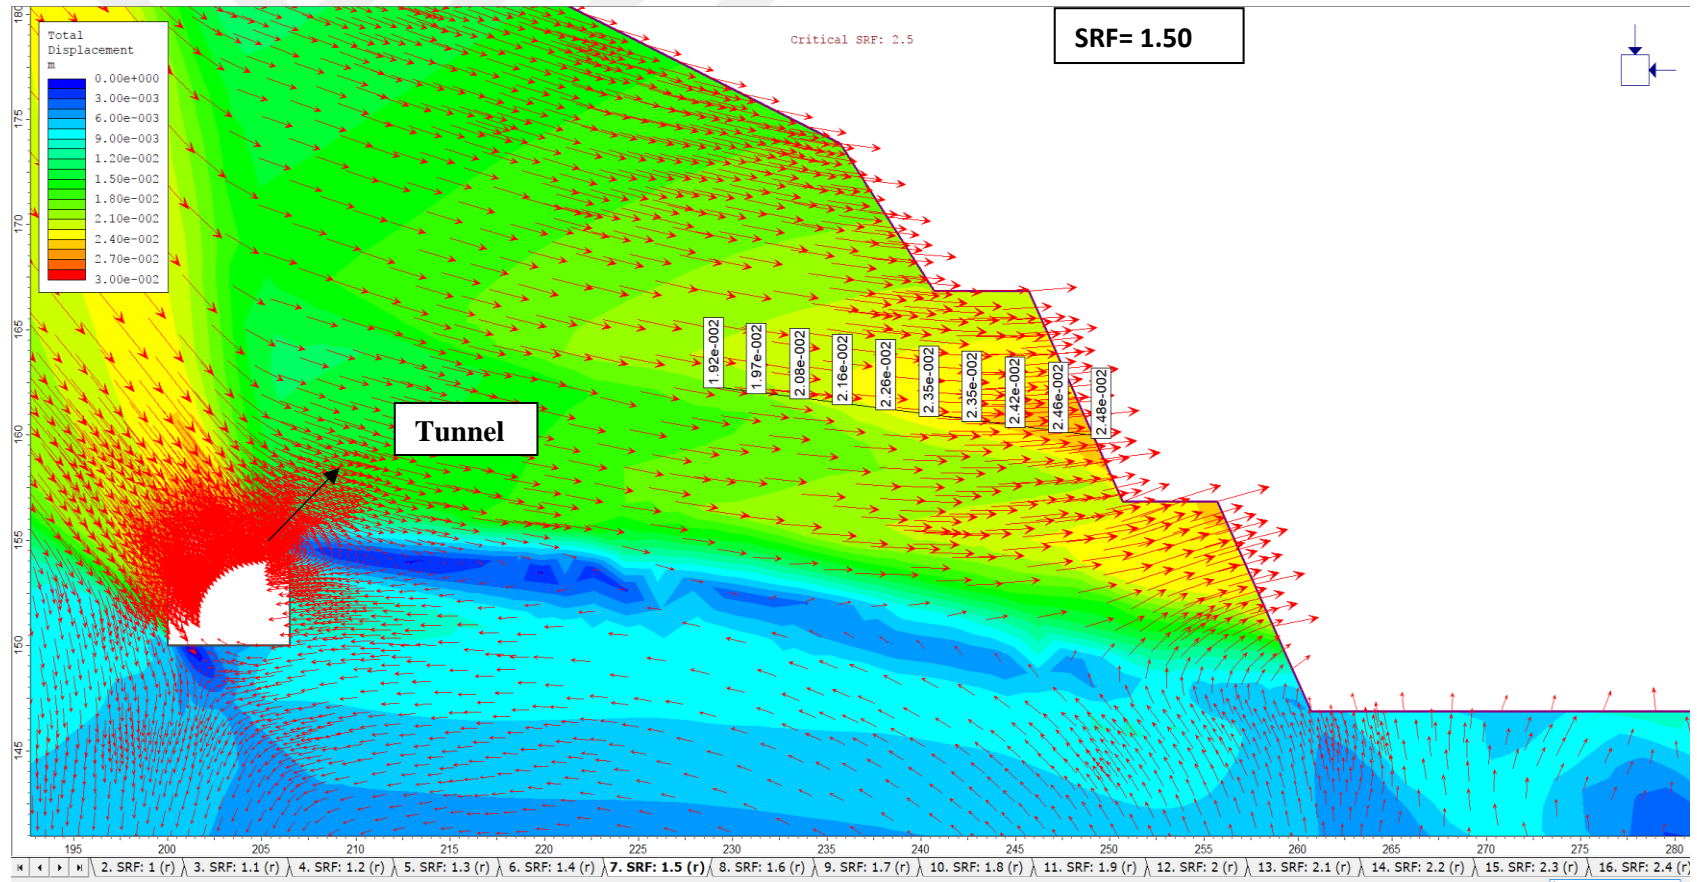 Total
Displacement
m
0.00e+000
3.00e-003
6.00e-003
9.00e-003
1.20e-002
1.50e-002
1.80e-002
2.10e-002
2.40e-002
2.70e-002
3.00e-002
Critical SRF: 2.5
SRF= 1.50
180
175
170
165
160
155
150
145
1.92e-002
1.97e-002
2.08e-002
2.16e-002
2.26e-002
2.35e-002
2.35e-002
2.42e-002
2.46e-002
2.48e-002
Tunnel
195 200 205 210 215 220 225 230 235 240 245 250 255 260 265 270 275 280
2. SRF: 1 (r) 3. SRF: 1.1 (r) 4. SRF: 1.2 (r) 5. SRF: 1.3 (r) 6. SRF: 1.4 (r) 7. SRF: 1.5 (r) 8. SRF: 1.6 (r) 9. SRF: 1.7 (r) 10. SRF: 1.8 (r) 11. SRF: 1.9 (r) 12. SRF: 2 (r) 13. SRF: 2.1 (r) 14. SRF: 2.2 (r) 15. SRF: 2.3 (r) 16. SRF: 2.4 (r)